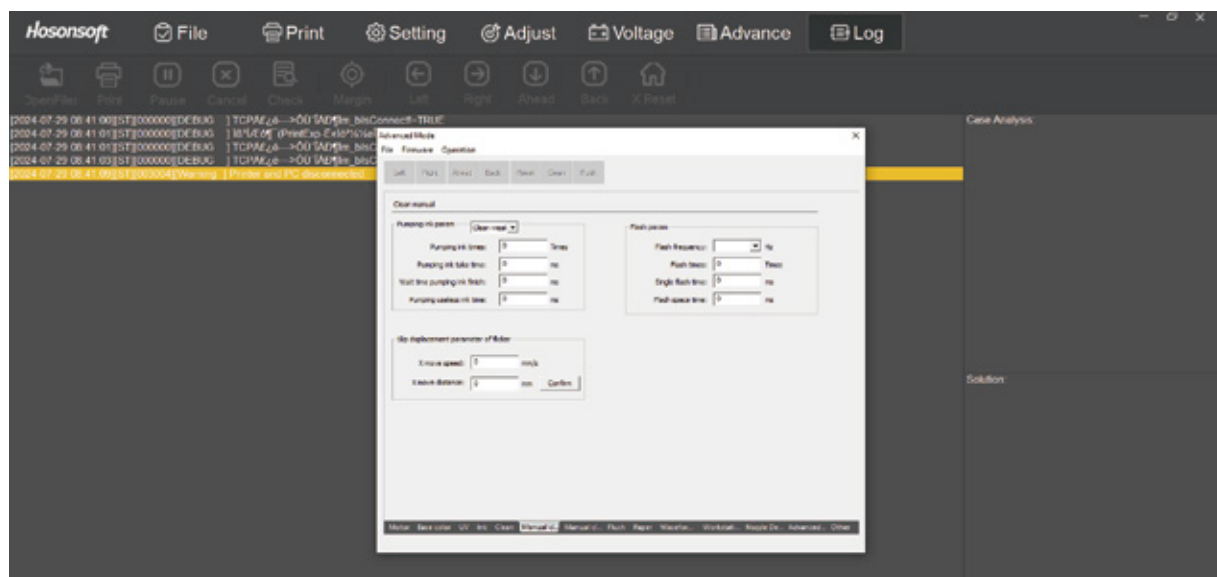 Hosonsoft File Print Setting Adjust Voltage Advance Log
OpenFiler Print Pause Cancel Check Margin Left Right Ahead Back X Reset
[2024-07-29 08:41:00][ST][000000][DEBUG ]
[2024-07-29 08:41:01][ST][000000][DEBUG ]
[2024-07-29 08:41:01][ST][000000][DEBUG ]
[2024-07-29 08:41:03][ST][000000][DEBUG ]
[2024-07-29 08:41:09][ST][003004][Warning ] Printer and PC disconnected
Case Analysis:
Solution:
Advanced Mode
File Firmware Operation
Left Right Ahead Back Reset Clean Flush
Clean manual
Pumping ink param
Pumping ink times: 0 Times
Pumping ink take time: 0 ms
Wait time pumping ink finish: 0 ms
Pumping useless ink time: 0 ms
Flash param
Flash frequency: Hz
Flash times: 0 Times
Single flash time: 0 ms
Flash space time: 0 ms
Slip displacement parameter of flicker
X move speed: 0 mm/s
X move distance: 0 mm Confirm
Motor Base color UV Ink Clean Manual cl... Manual cl... Flush Paper Wavefor... Workstati... Nozzle De... Advanced... Other